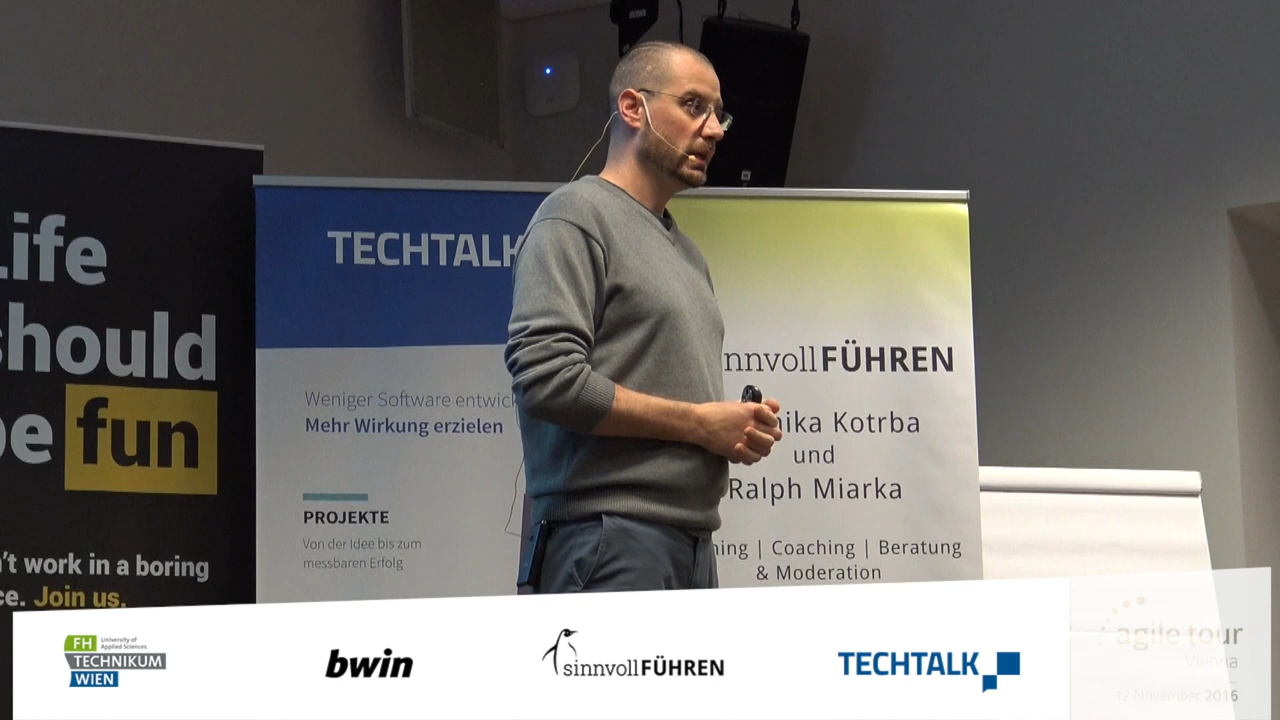 Life
should
be fun
n't work in a boring
ce. Join us.
TECHTALK
Weniger Software entwick
Mehr Wirkung erzielen
PROJEKTE
Von der Idee bis zum
messbaren Erfolg
nnvollFÜHREN
nika Kotrba
und
Ralph Miarka
ning | Coaching | Beratung
& Moderation
FH
University of
Applied Sciences
TECHNIKUM
WIEN
bwin
sinnvollFÜHREN
TECHTALK
agile tour
Vienna
12 November 2016